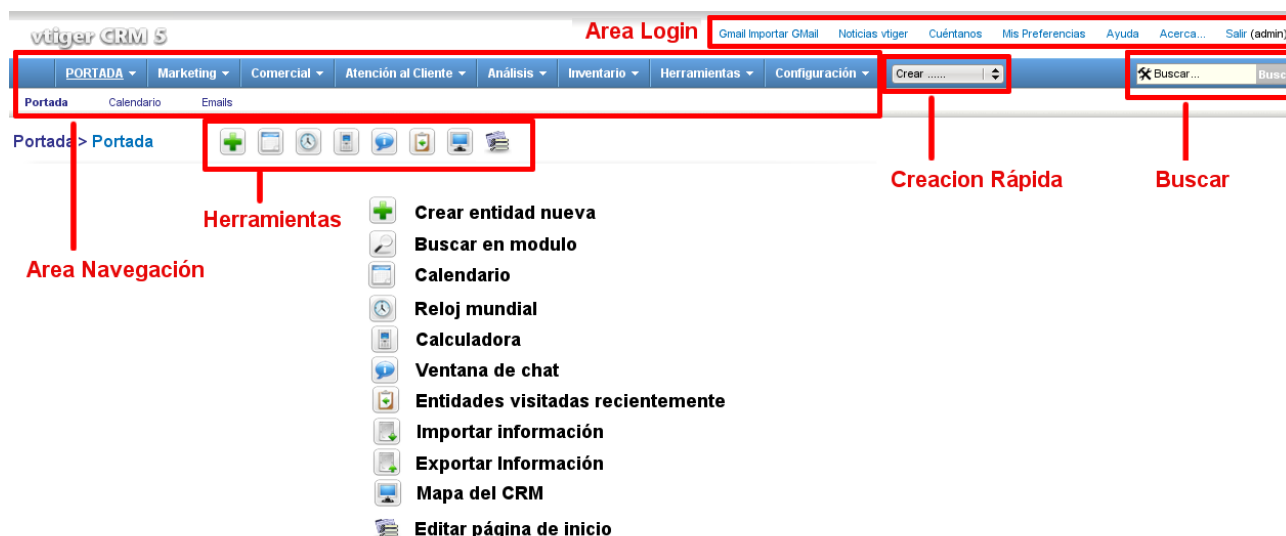 vtiger CRM 5
Area Login
Gmail Importar GMail Noticias vtiger Cuéntanos Mis Preferencias Ayuda Acerca... Salir (admin)
PORTADA Marketing Comercial Atención al Cliente Análisis Inventario Herramientas Configuración Crear ...... Buscar... Busc
Portada Calendario Emails
Portada > Portada
Creacion Rápida
Buscar
Herramientas
Area Navegación
Crear entidad nueva
Buscar en modulo
Calendario
Reloj mundial
Calculadora
Ventana de chat
Entidades visitadas recientemente
Importar información
Exportar Información
Mapa del CRM
Editar página de inicio